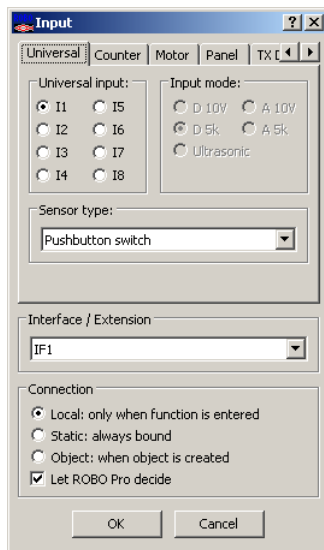 Input
Universal Counter Motor Panel
Universal input:
I1 I5
I2 I6
I3 I7
I4 I8
Input mode:
D 10V A 10V
D 5k A 5k
Ultrasonic
Sensor type:
Pushbutton switch
Interface / Extension
IF1
Connection
Local: only when function is entered
Static: always bound
Object: when object is created
Let ROBO Pro decide
OK Cancel